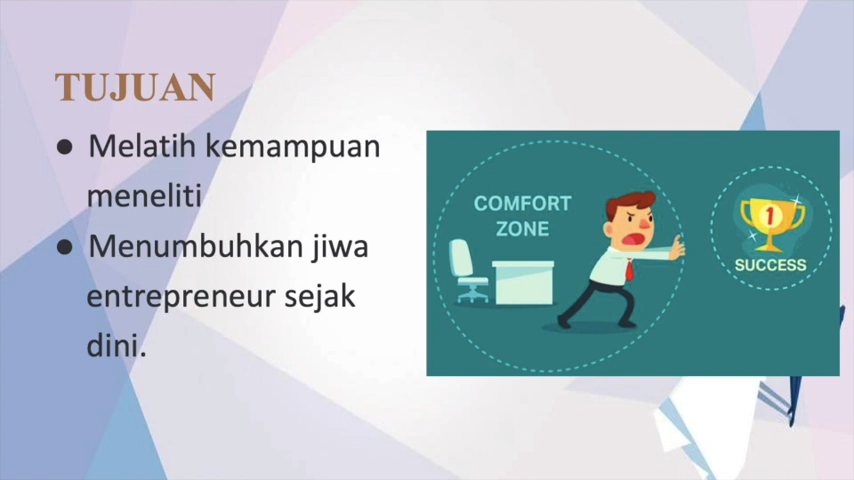 TUJUAN
● Melatih kemampuan
meneliti
● Menumbuhkan jiwa
entrepreneur sejak
dini.
COMFORT
ZONE
1
SUCCESS